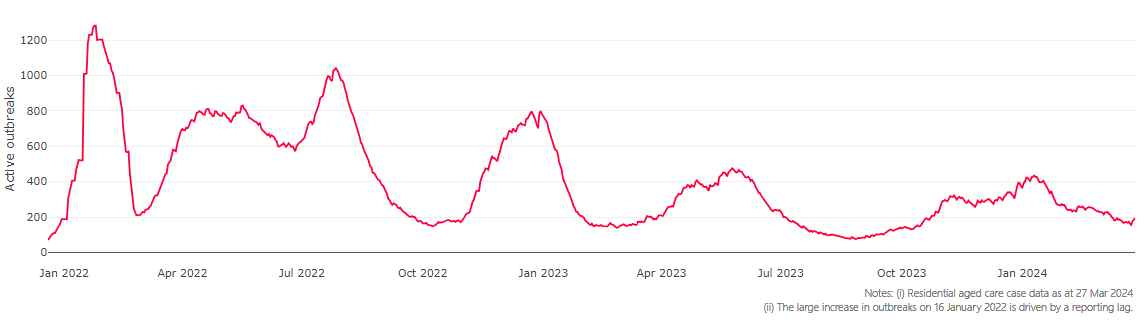 Active outbreaks
1200
1000
800
600
400
200
0
Jan 2022 Apr 2022 Jul 2022 Oct 2022 Jan 2023 Apr 2023 Jul 2023 Oct 2023 Jan 2024
Notes: (i) Residential aged care case data as at 27 Mar 2024
(ii) The large increase in outbreaks on 16 January 2022 is driven by a reporting lag.